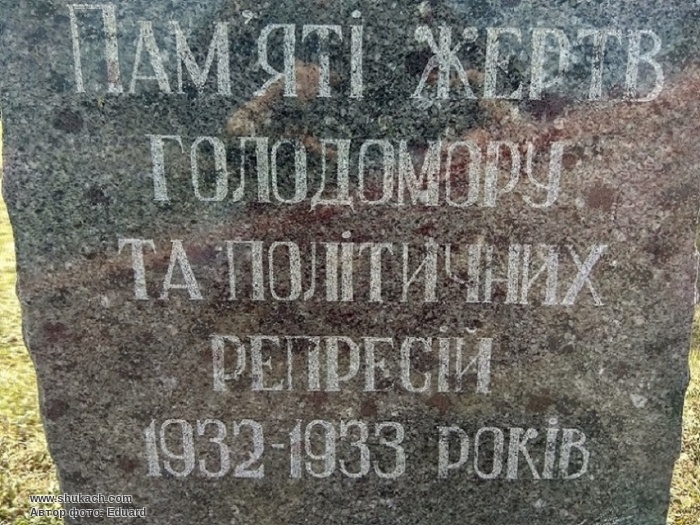 Пам'яті жертв
голодомору
та політичних
репресій
1932-1933 років
www.shukach.com
Автор фото: Eduard